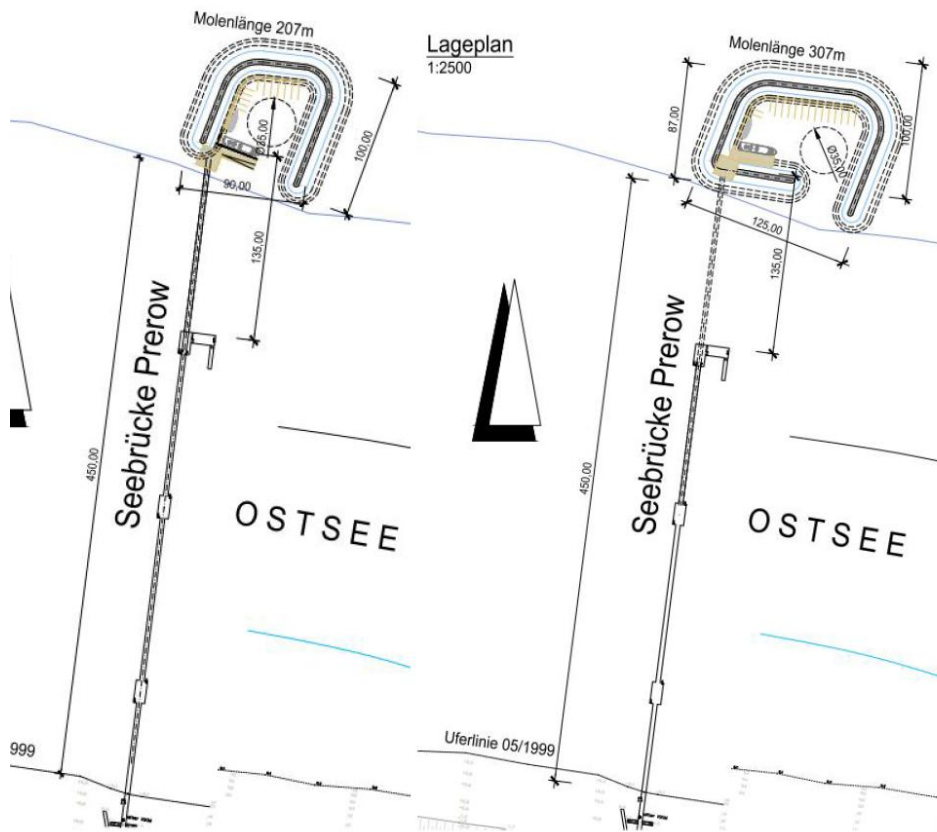 Molenlänge 207m
100,00
Ø35,00
90,00
135,00
Seebrücke Prerow
450,00
OSTSEE
999
Lageplan
1:2500
Molenlänge 307m
87,00
100,00
Ø35,00
125,00
135,00
Seebrücke Prerow
450,00
OSTSEE
Uferlinie 05/1999